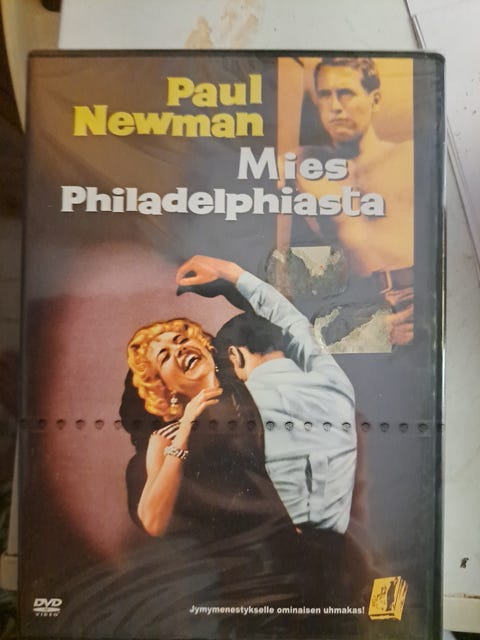 Paul
Newman
Mies
Philadelphiasta
DVD
VIDEO
Jymymenestykselle ominaisen uhmakas!